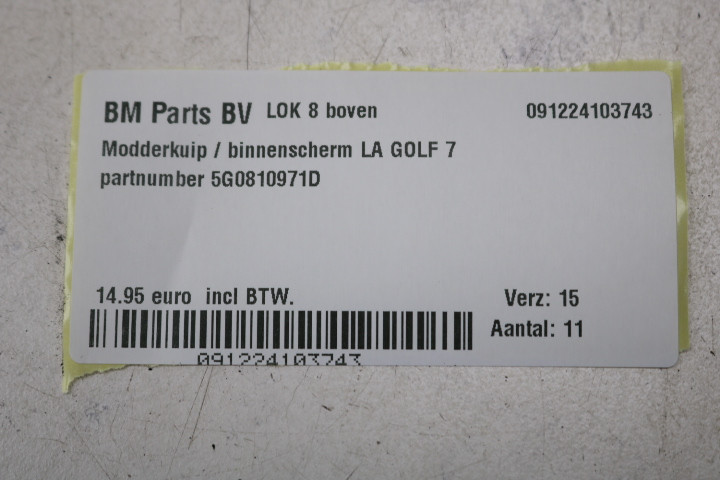 BM Parts BV LOK 8 boven 091224103743
Modderkuip / binnenscherm LA GOLF 7
partnumber 5G0810971D
14.95 euro incl BTW. Verz: 15
Aantal: 11
091224103743